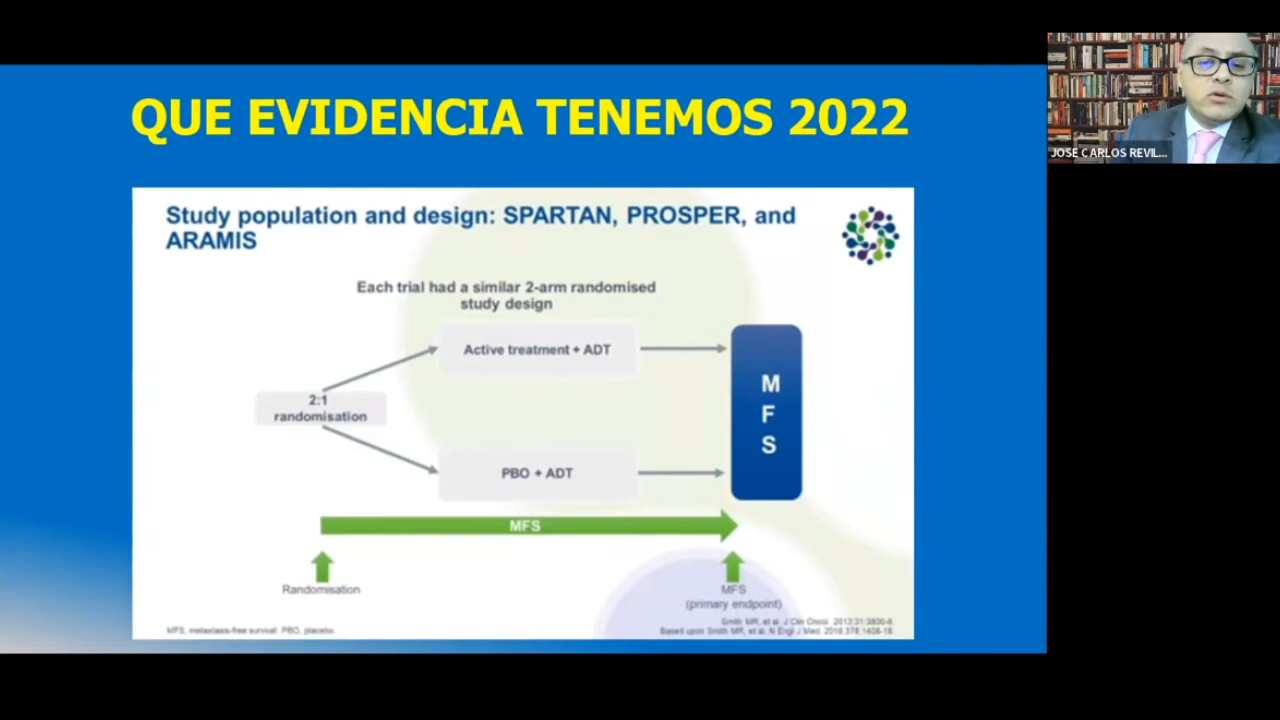 QUE EVIDENCIA TENEMOS 2022
JOSE CARLOS REVIL...
Study population and design: SPARTAN, PROSPER, and
ARAMIS
Each trial had a similar 2-arm randomised
study design
Active treatment + ADT
2:1
randomisation
PBO + ADT
M
F
S
MFS
Randomisation
MFS
(primary endpoint)
MFS, metastasis-free survival; PBO, placebo.
Smith MR, et al. J Clin Oncol. 2013;31:3800-6.
Based upon Smith MR, et al. N Engl J Med. 2018;378:1408-18.